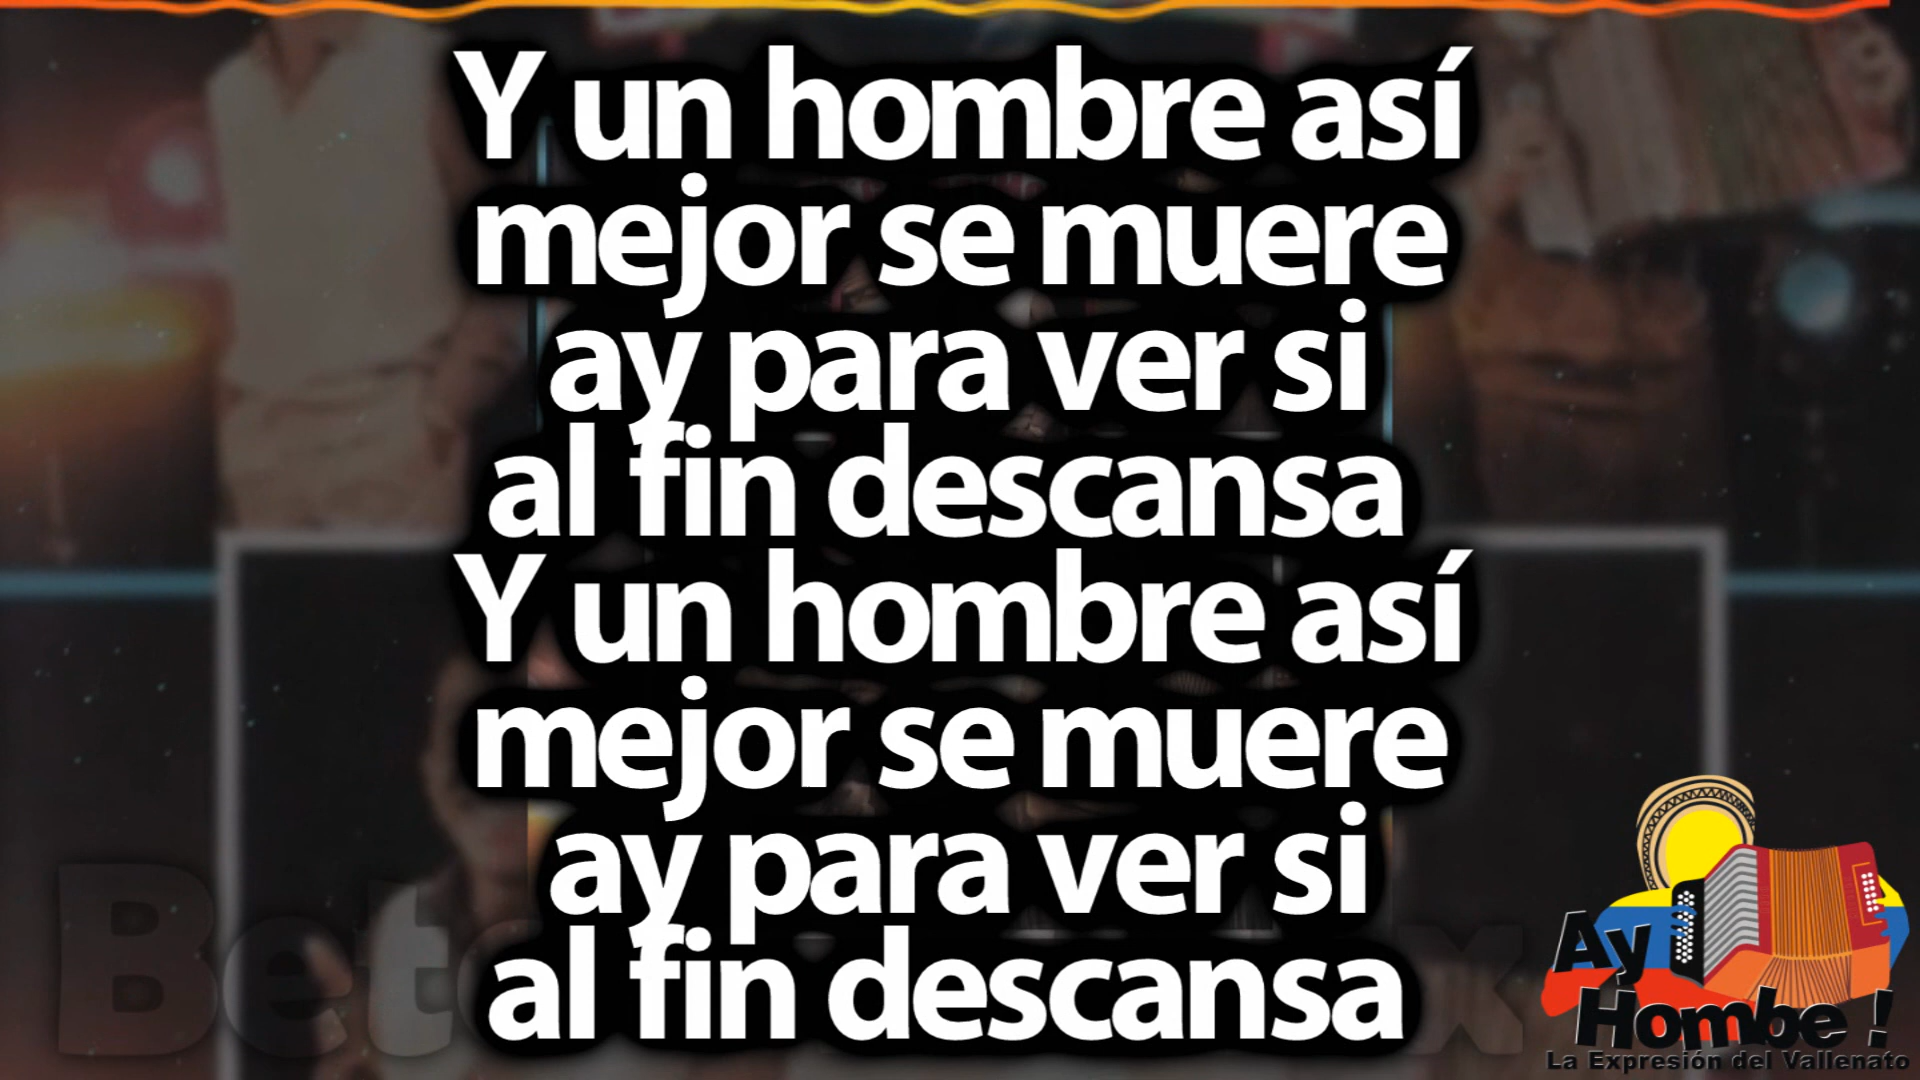 Y un hombre así
mejor se muere
ay para ver si
al fin descansa
Y un hombre así
mejor se muere
ay para ver si
al fin descansa
Ay
Hombe !
La Expresión del Vallenato